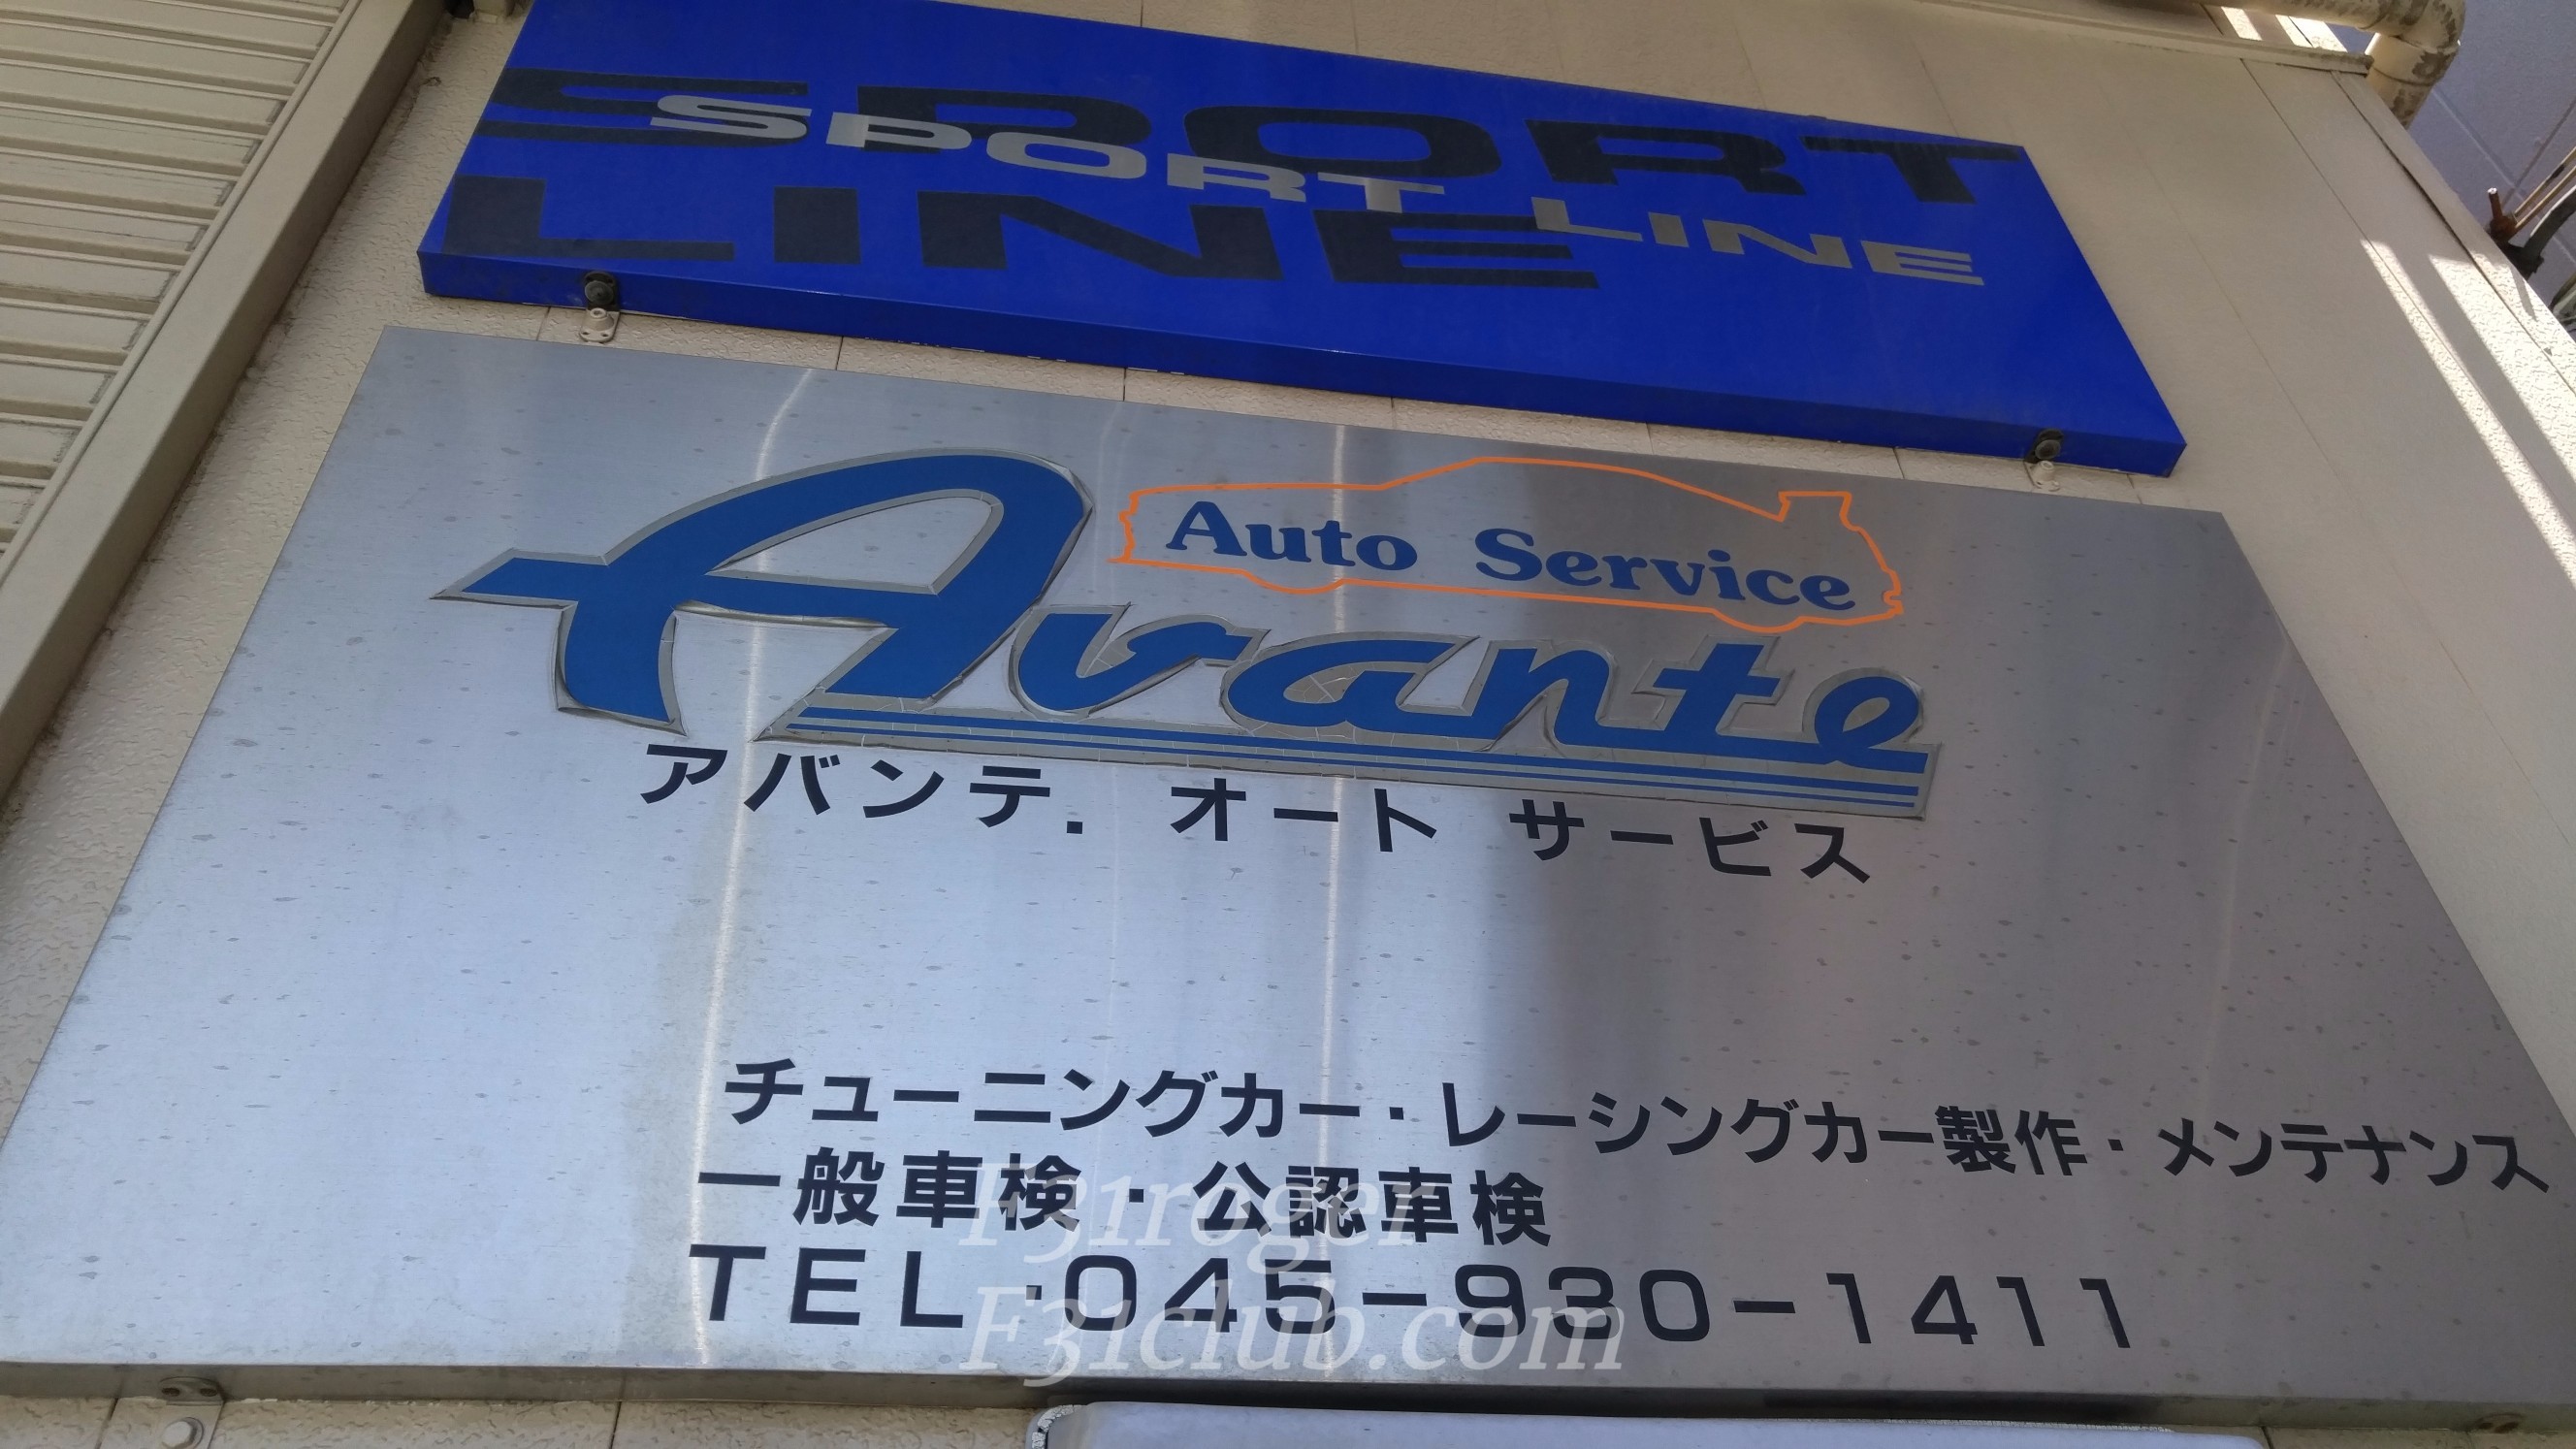 SPORT
LINE
SPORT LINE
Auto Service
Avante
アバンテ．オート サービス
チューニングカー・レーシングカー製作・メンテナンス
一般車検・公認車検
TEL・045-930-1411
F31roger
F31club.com